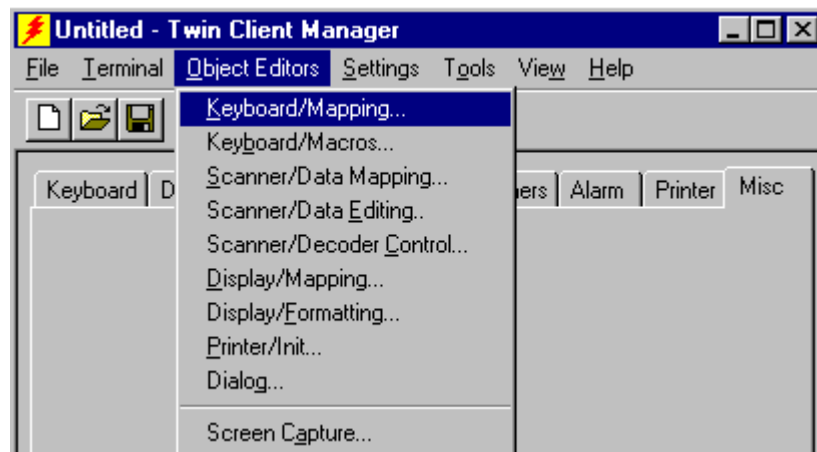 Untitled - Twin Client Manager
File Terminal Object Editors Settings Tools View Help
Keyboard/Mapping...
Keyboard/Macros...
Scanner/Data Mapping...
Scanner/Data Editing..
Scanner/Decoder Control...
Display/Mapping...
Display/Formatting...
Printer/Init...
Dialog...
Screen Capture...
Keyboard Alarm Printer Misc